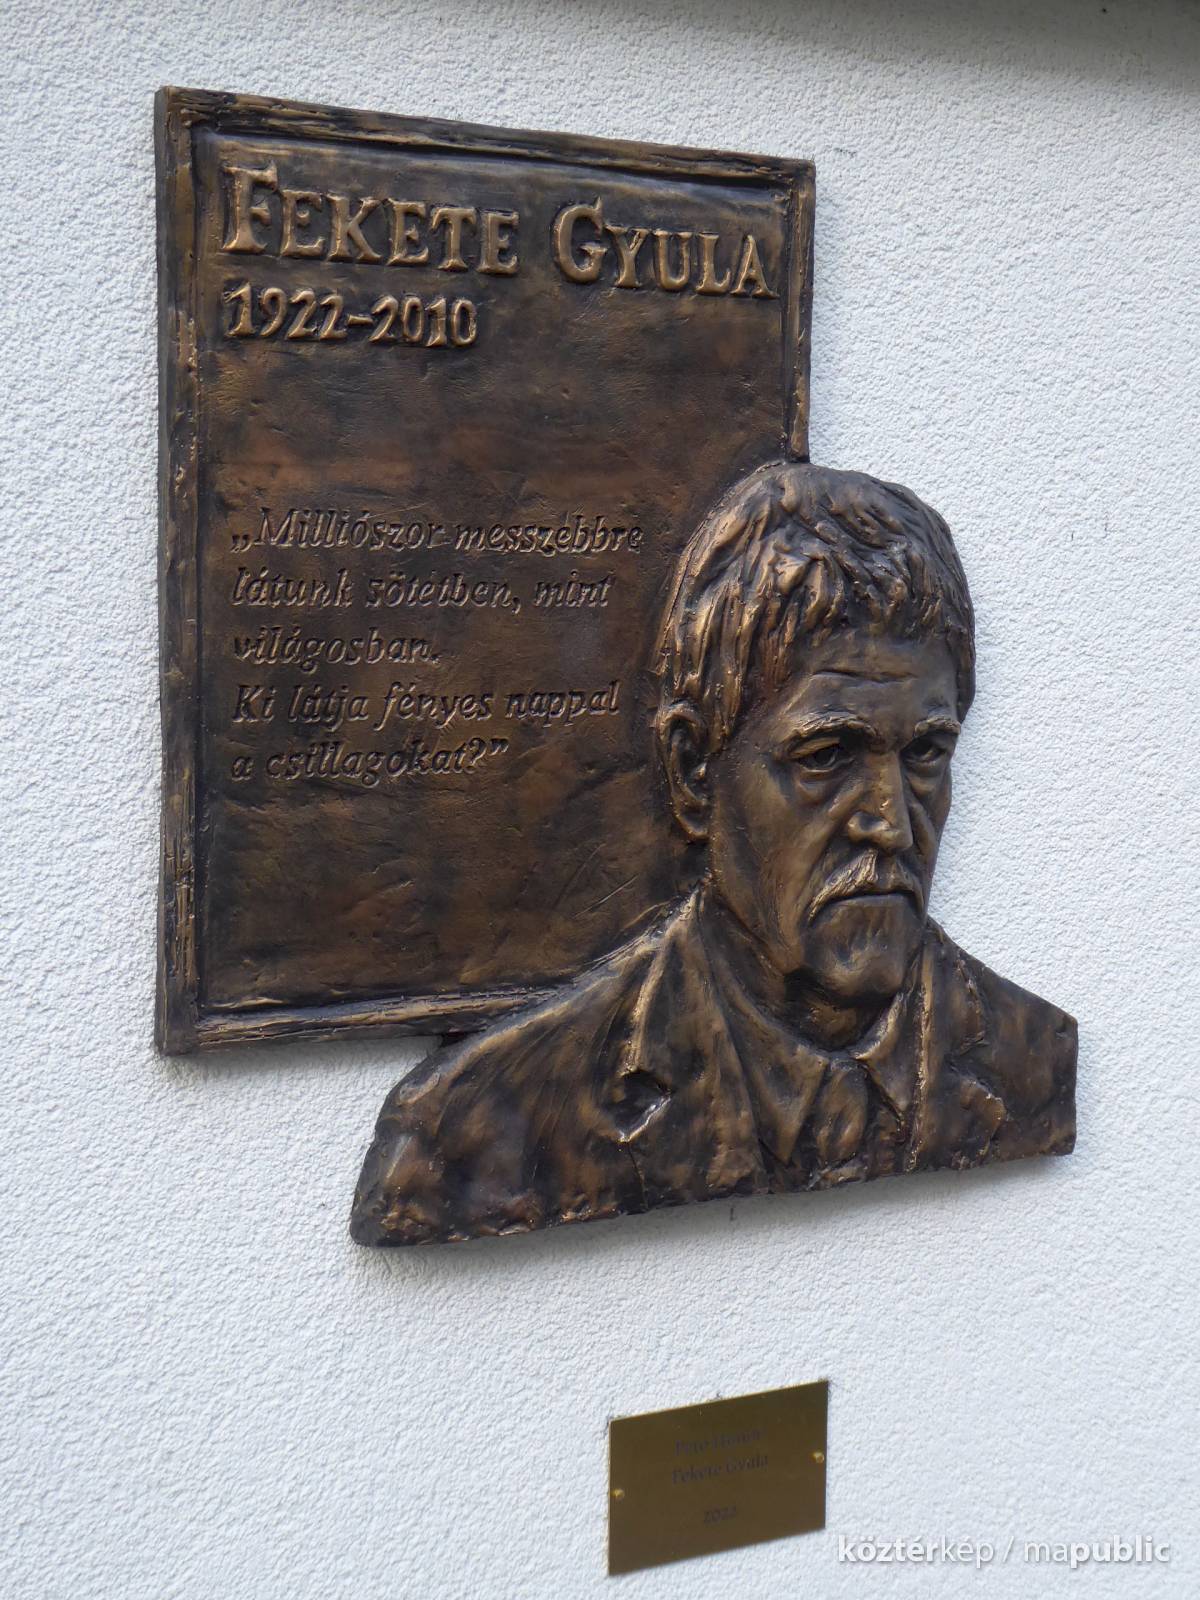 FEKETE GYULA
1922–2010
„Milliószor messzebbre
látunk sötétben, mint
világosban.
Ki látja fényes nappal
a csillagokat?”
Fekete Gyula
2022
köztérkép / mapublic